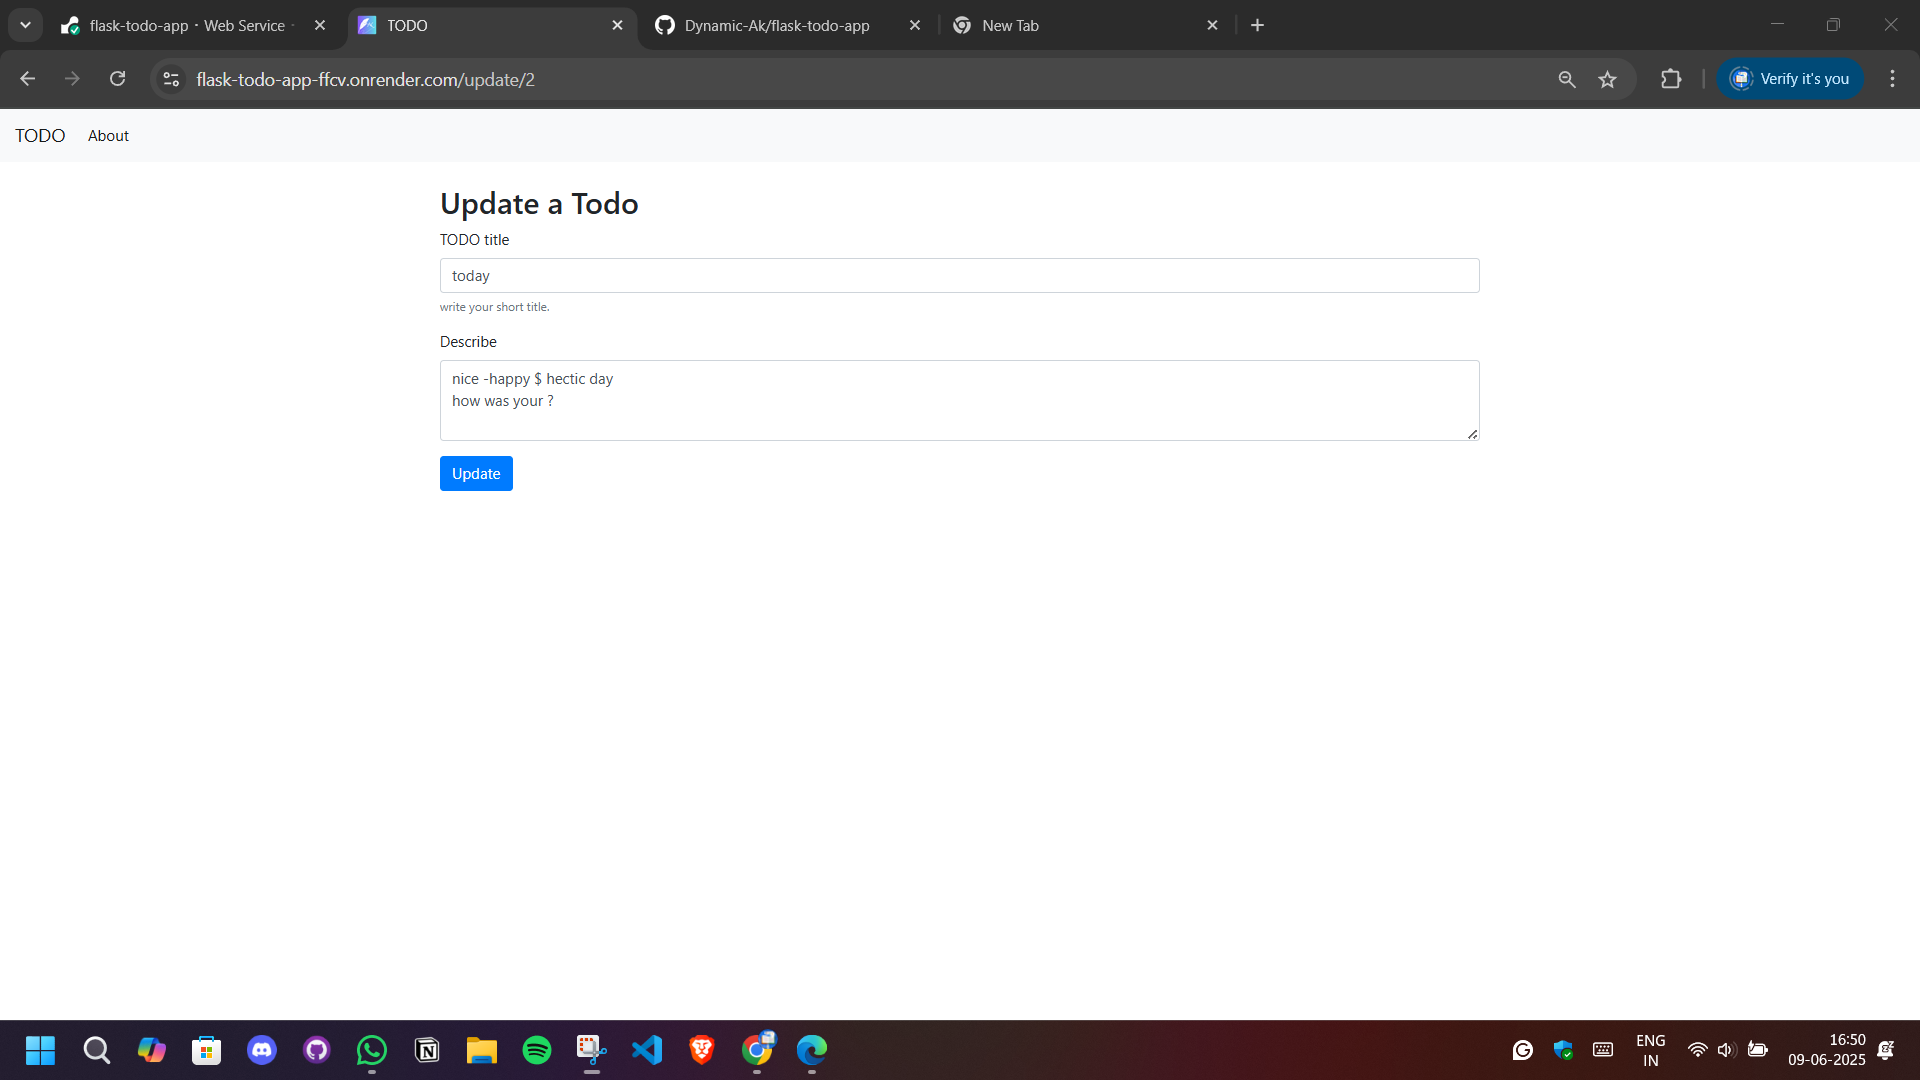 flask-todo-app · Web Service ·
TODO
Dynamic-Ak/flask-todo-app
New Tab
flask-todo-app-ffcv.onrender.com/update/2
Verify it's you
TODO
About
Update a Todo
TODO title
today
write your short title.
Describe
nice -happy $ hectic day
how was your ?
Update
ENG
IN
16:50
09-06-2025